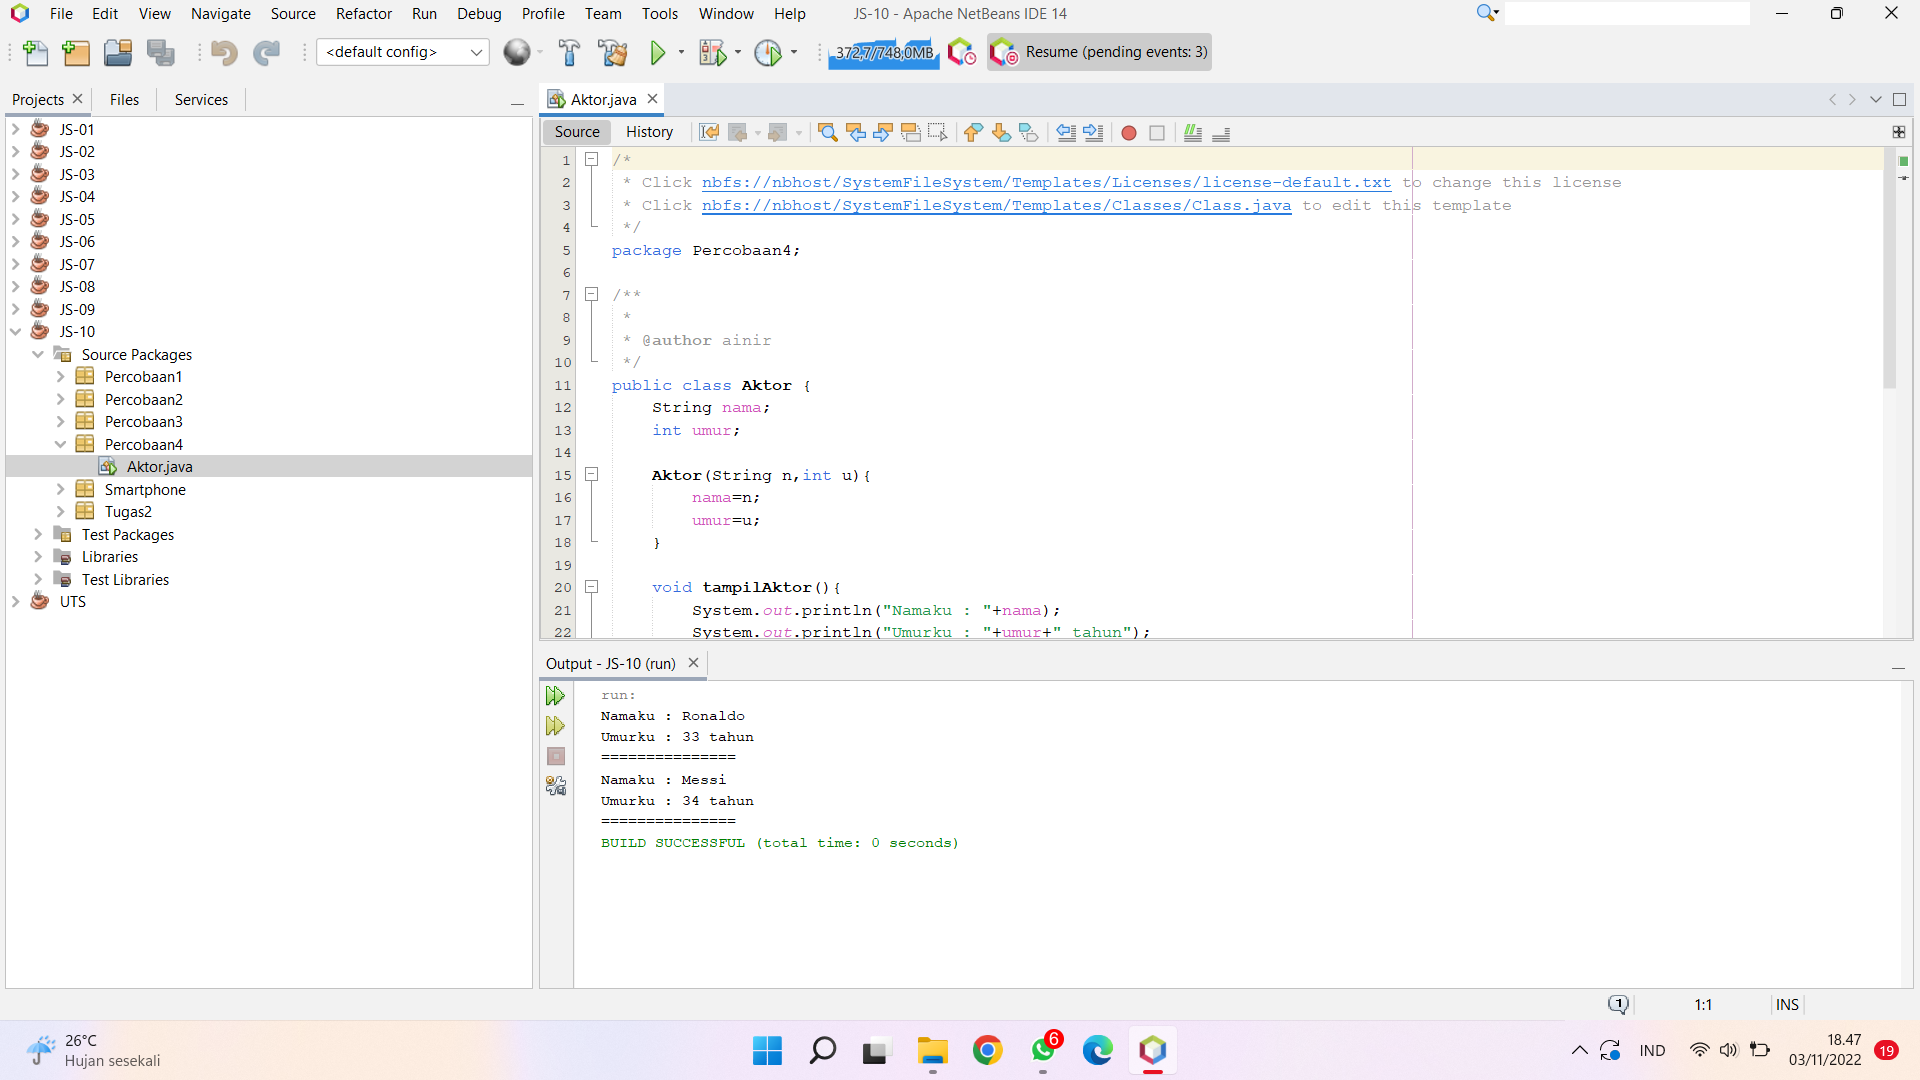 File Edit View Navigate Source Refactor Run Debug Profile Team Tools Window Help JS-10 - Apache NetBeans IDE 14
<default config> 372,7/748,0MB Resume (pending events: 3)
Projects Files Services
JS-01
JS-02
JS-03
JS-04
JS-05
JS-06
JS-07
JS-08
JS-09
JS-10
Source Packages
Percobaan1
Percobaan2
Percobaan3
Percobaan4
Aktor.java
Smartphone
Tugas2
Test Packages
Libraries
Test Libraries
UTS
Aktor.java
Source History
1 /*
2 * Click nbfs://nbhost/SystemFileSystem/Templates/Licenses/license-default.txt to change this license
3 * Click nbfs://nbhost/SystemFileSystem/Templates/Classes/Class.java to edit this template
4 */
5 package Percobaan4;
6
7 /**
8 *
9 * @author ainir
10 */
11 public class Aktor {
12 String nama;
13 int umur;
14
15 Aktor(String n,int u){
16 nama=n;
17 umur=u;
18 }
19
20 void tampilAktor(){
21 System.out.println("Namaku : "+nama);
22 System.out.println("Umurku : "+umur+" tahun");
Output - JS-10 (run)
run:
Namaku : Ronaldo
Umurku : 33 tahun
===============
Namaku : Messi
Umurku : 34 tahun
===============
BUILD SUCCESSFUL (total time: 0 seconds)
1 1:1 INS
26°C
Hujan sesekali
6
IND
18.47
03/11/2022
19